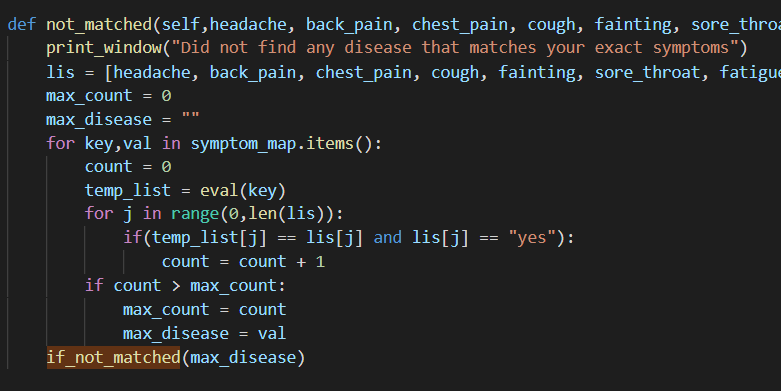 def not_matched(self,headache, back_pain, chest_pain, cough, fainting, sore_throa
    print_window("Did not find any disease that matches your exact symptoms")
    lis = [headache, back_pain, chest_pain, cough, fainting, sore_throat, fatigue
    max_count = 0
    max_disease = ""
    for key,val in symptom_map.items():
        count = 0
        temp_list = eval(key)
        for j in range(0,len(lis)):
            if(temp_list[j] == lis[j] and lis[j] == "yes"):
                count = count + 1
        if count > max_count:
            max_count = count
            max_disease = val
    if_not_matched(max_disease)